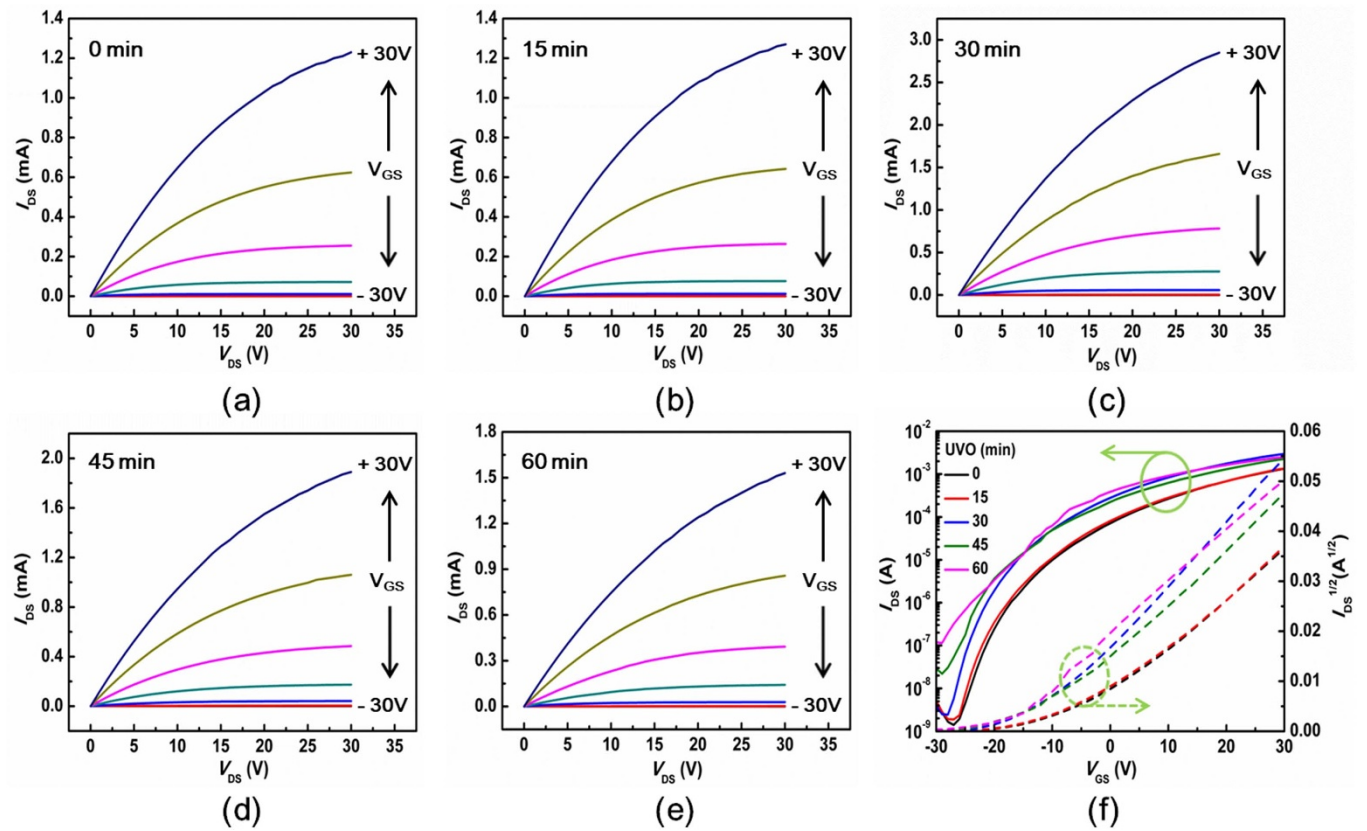 0 min
+ 30V
V_GS
- 30V
1.4
1.2
1.0
0.8
0.6
0.4
0.2
0.0
I_DS (mA)
0 5 10 15 20 25 30 35
V_DS (V)
(a)
15 min
+ 30V
V_GS
- 30V
1.4
1.2
1.0
0.8
0.6
0.4
0.2
0.0
I_DS (mA)
0 5 10 15 20 25 30 35
V_DS (V)
(b)
30 min
+ 30V
V_GS
- 30V
3.0
2.5
2.0
1.5
1.0
0.5
0.0
I_DS (mA)
0 5 10 15 20 25 30 35
V_DS (V)
(c)
45 min
+ 30V
V_GS
- 30V
2.0
1.6
1.2
0.8
0.4
0.0
I_DS (mA)
0 5 10 15 20 25 30 35
V_DS (V)
(d)
60 min
+ 30V
V_GS
- 30V
1.8
1.5
1.2
0.9
0.6
0.3
0.0
I_DS (mA)
0 5 10 15 20 25 30 35
V_DS (V)
(e)
UVO (min)
0
15
30
45
60
10^-2
10^-3
10^-4
10^-5
10^-6
10^-7
10^-8
10^-9
I_DS (A)
0.06
0.05
0.04
0.03
0.02
0.01
0.00
I_DS^1/2(A^1/2)
-30 -20 -10 0 10 20 30
V_GS (V)
(f)